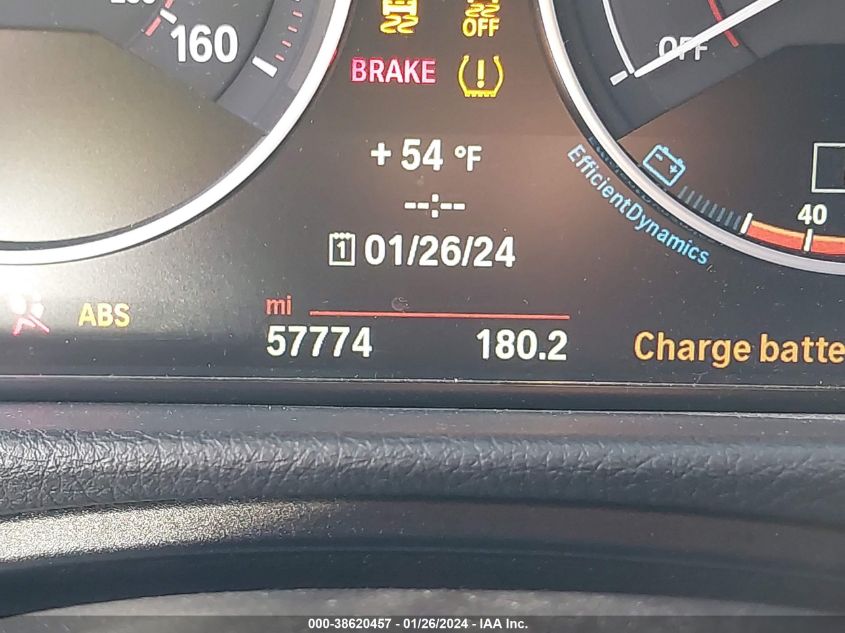 160
OFF
OFF
BRAKE
+ 54 °F
--:--
EfficientDynamics
1 01/26/24
40
ABS
mi
57774 180.2
Charge batte
000-38620457 - 01/26/2024 - IAA Inc.